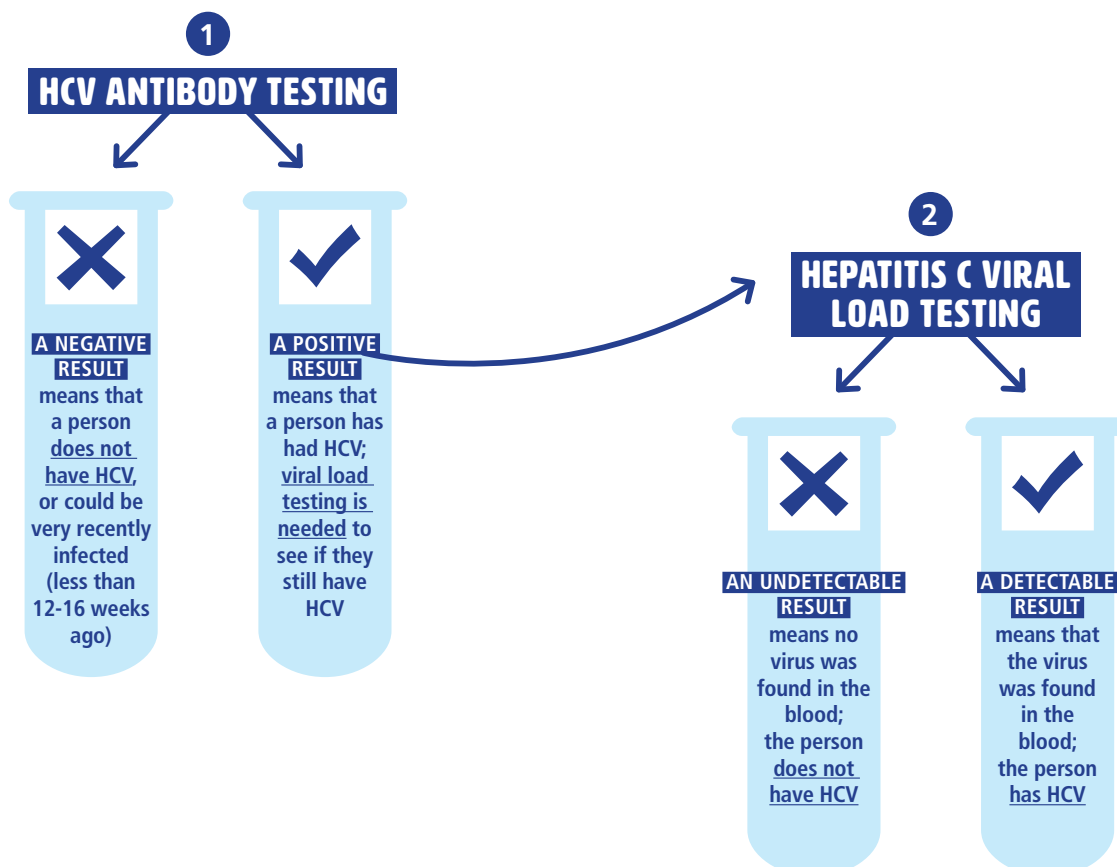 1
HCV ANTIBODY TESTING
A NEGATIVE
RESULT
means that
a person
does not
have HCV,
or could be
very recently
infected
(less than
12-16 weeks
ago)
A POSITIVE
RESULT
means that
a person has
had HCV;
viral load
testing is
needed to
see if they
still have
HCV
2
HEPATITIS C VIRAL
LOAD TESTING
AN UNDETECTABLE
RESULT
means no
virus was
found in the
blood;
the person
does not
have HCV
A DETECTABLE
RESULT
means that
the virus
was found
in the
blood;
the person
has HCV